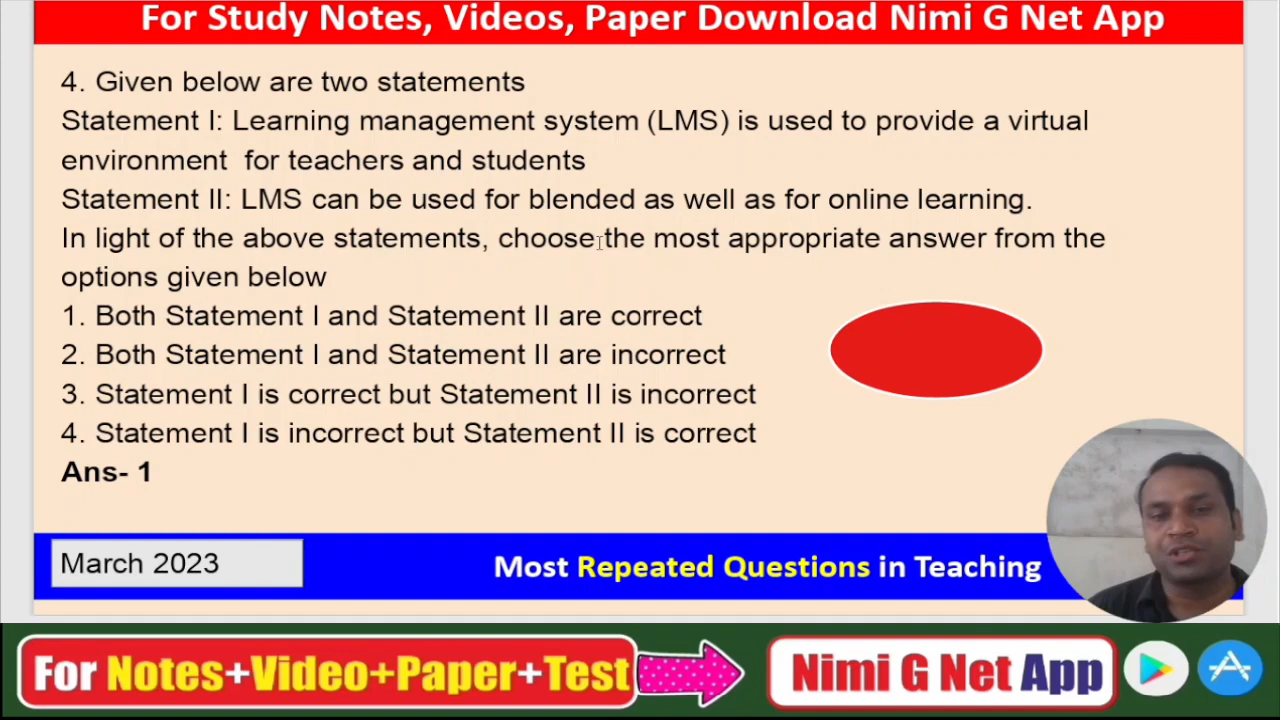 For Study Notes, Videos, Paper Download Nimi G Net App
4. Given below are two statements
Statement I: Learning management system (LMS) is used to provide a virtual
environment for teachers and students
Statement II: LMS can be used for blended as well as for online learning.
In light of the above statements, choose the most appropriate answer from the
options given below
1. Both Statement I and Statement II are correct
2. Both Statement I and Statement II are incorrect
3. Statement I is correct but Statement II is incorrect
4. Statement I is incorrect but Statement II is correct
Ans- 1
March 2023
Most Repeated Questions in Teaching
For Notes+Video+Paper+Test
Nimi G Net App